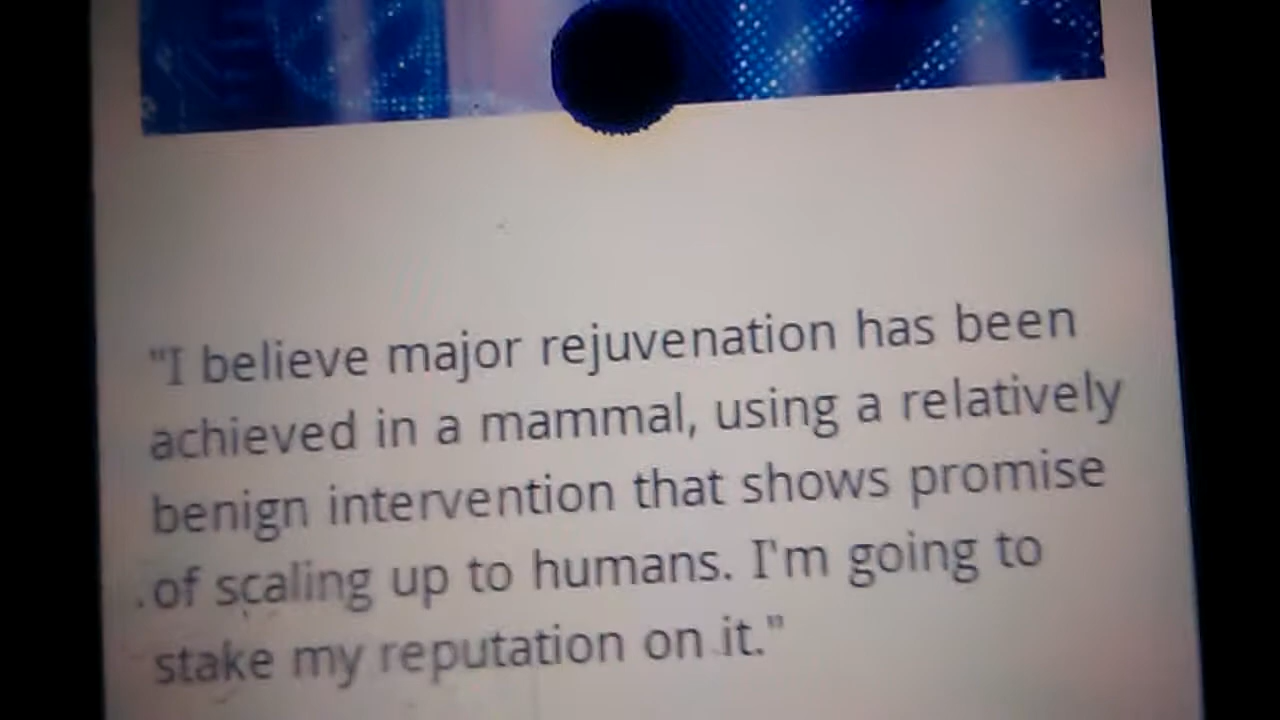 "I believe major rejuvenation has been
achieved in a mammal, using a relatively
benign intervention that shows promise
of scaling up to humans. I'm going to
stake my reputation on it."